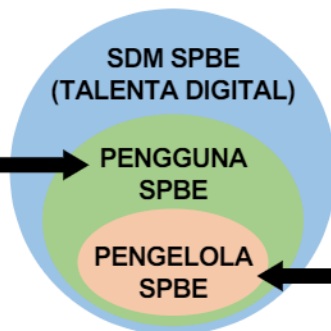 SDM SPBE
(TALENTA DIGITAL)
PENGGUNA
SPBE
PENGELOLA
SPBE